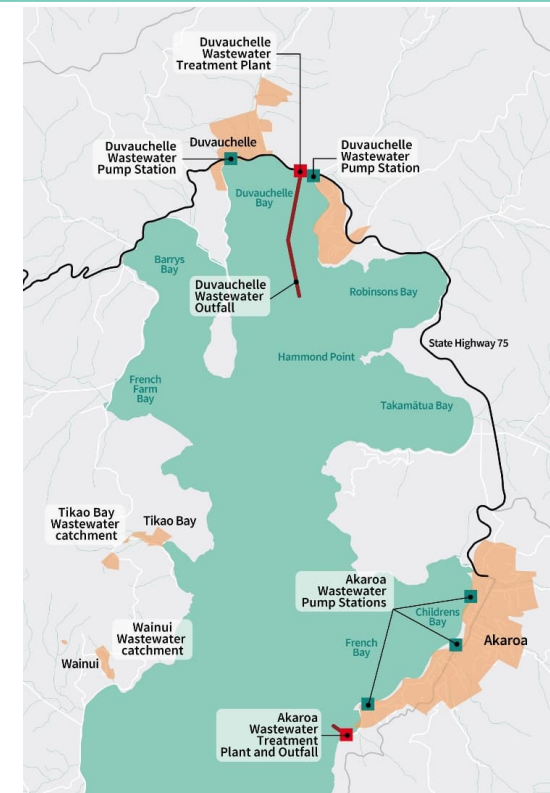 Duvauchelle
Wastewater
Treatment Plant
Duvauchelle
Wastewater
Pump Station
Duvauchelle
Duvauchelle
Wastewater
Pump Station
Duvauchelle
Bay
Barrys
Bay
Duvauchelle
Wastewater
Outfall
Robinsons Bay
State Highway 75
Hammond Point
French
Farm
Bay
Takamātua Bay
Tikao Bay
Wastewater
catchment
Tikao Bay
Akaroa
Wastewater
Pump Stations
Childrens
Bay
Wainui
Wastewater
catchment
Wainui
French
Bay
Akaroa
Akaroa
Wastewater
Treatment
Plant and Outfall